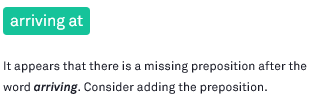 arriving at
It appears that there is a missing preposition after the
word arriving. Consider adding the preposition.